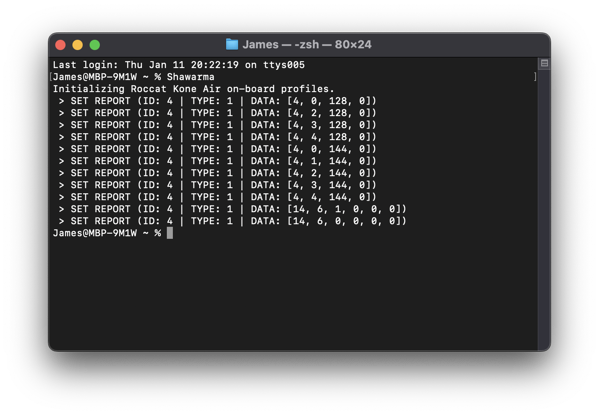 James — -zsh — 80×24
Last login: Thu Jan 11 20:22:19 on ttys005
[James@MBP-9M1W ~ % Shawarma ]
Initializing Roccat Kone Air on-board profiles.
 > SET REPORT (ID: 4 | TYPE: 1 | DATA: [4, 0, 128, 0])
 > SET REPORT (ID: 4 | TYPE: 1 | DATA: [4, 2, 128, 0])
 > SET REPORT (ID: 4 | TYPE: 1 | DATA: [4, 3, 128, 0])
 > SET REPORT (ID: 4 | TYPE: 1 | DATA: [4, 4, 128, 0])
 > SET REPORT (ID: 4 | TYPE: 1 | DATA: [4, 0, 144, 0])
 > SET REPORT (ID: 4 | TYPE: 1 | DATA: [4, 1, 144, 0])
 > SET REPORT (ID: 4 | TYPE: 1 | DATA: [4, 2, 144, 0])
 > SET REPORT (ID: 4 | TYPE: 1 | DATA: [4, 3, 144, 0])
 > SET REPORT (ID: 4 | TYPE: 1 | DATA: [4, 4, 144, 0])
 > SET REPORT (ID: 4 | TYPE: 1 | DATA: [14, 6, 1, 0, 0, 0])
 > SET REPORT (ID: 4 | TYPE: 1 | DATA: [14, 6, 0, 0, 0, 0])
James@MBP-9M1W ~ %